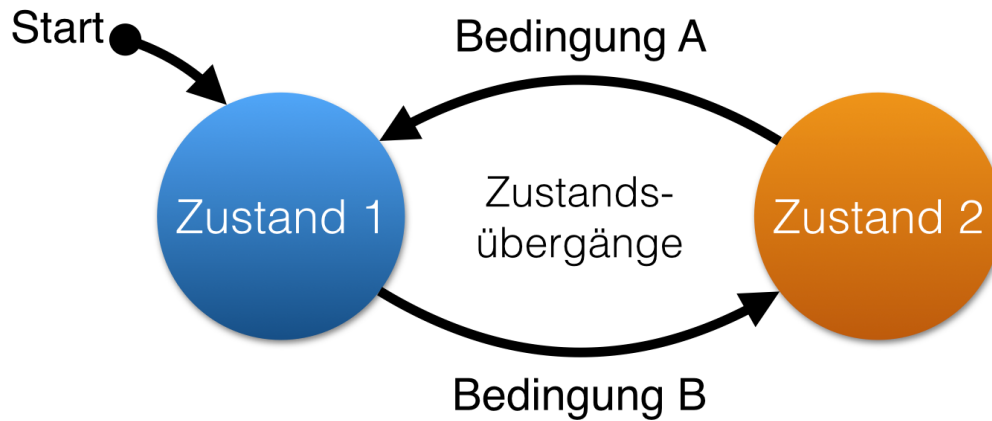 Start
Bedingung A
Zustand 1
Zustands-
übergänge
Zustand 2
Bedingung B